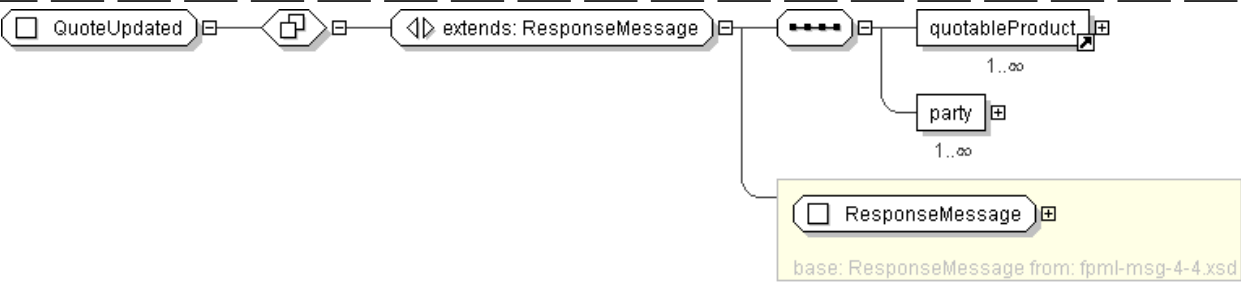 QuoteUpdated
extends: ResponseMessage
quotableProduct
1..∞
party
1..∞
ResponseMessage
base: ResponseMessage from: fpml-msg-4-4.xsd